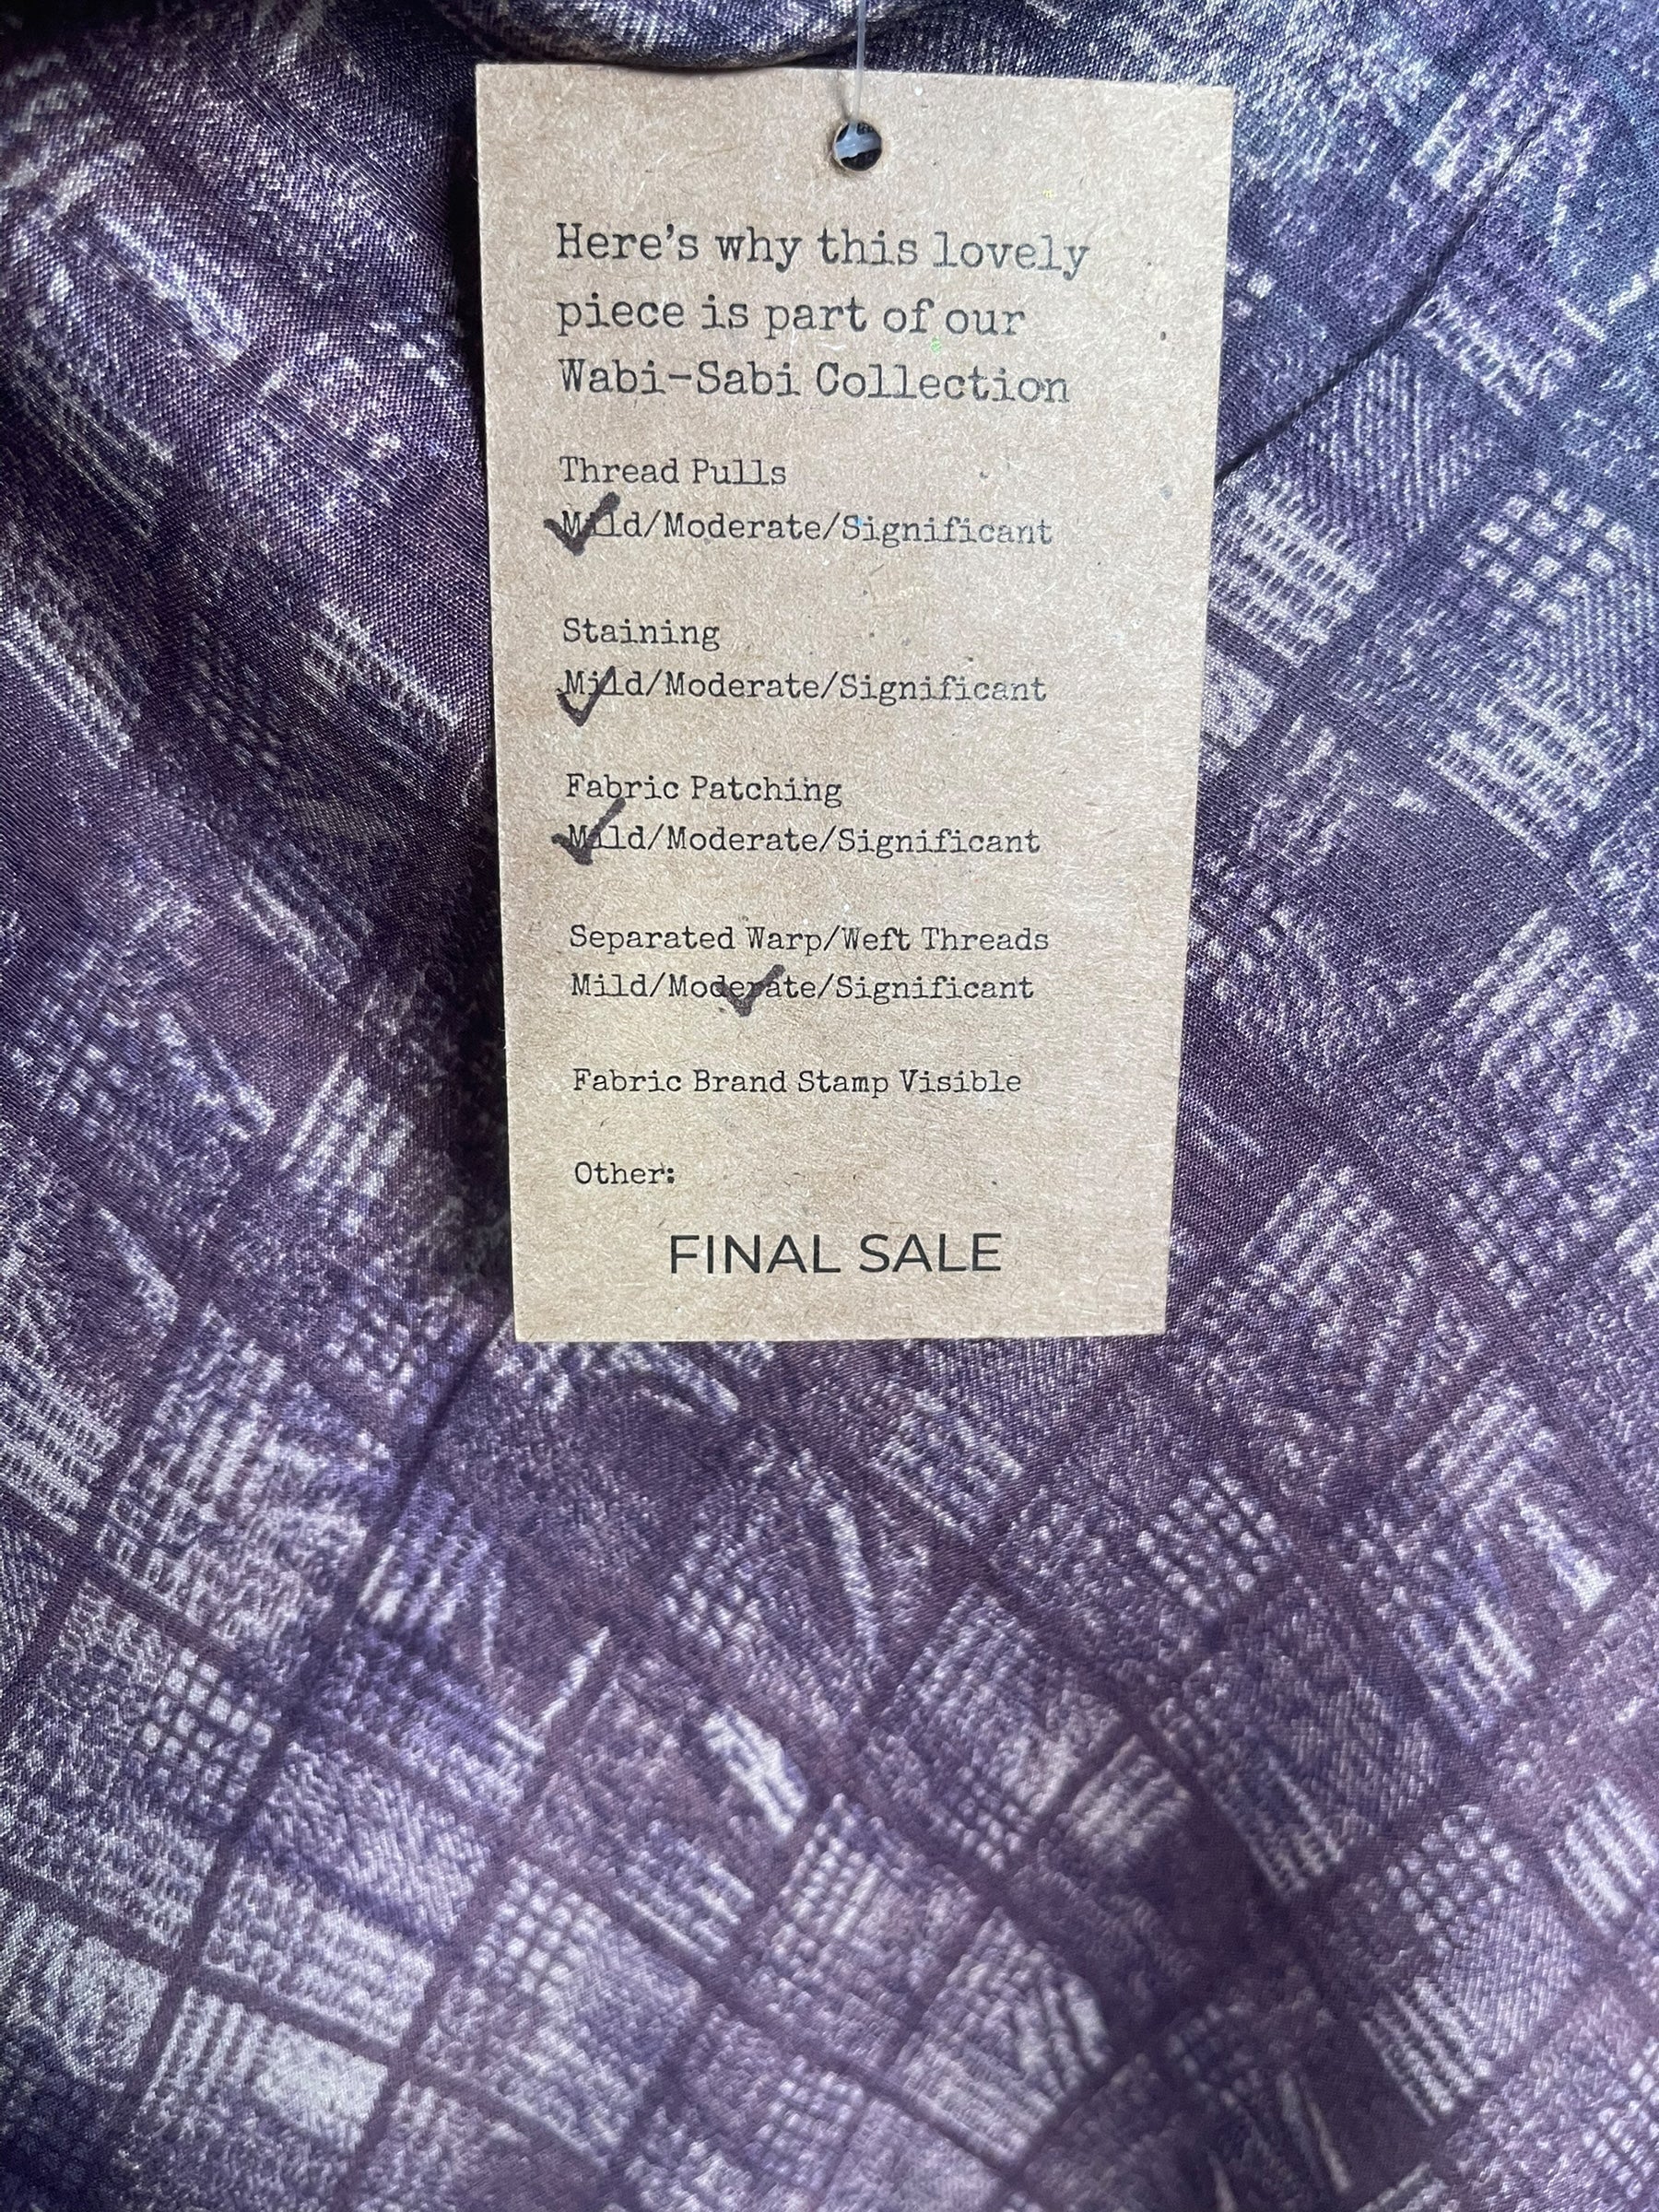 Here's why this lovely
piece is part of our
Wabi-Sabi Collection
Thread Pulls
Mild/Moderate/Significant
Staining
Mild/Moderate/Significant
Fabric Patching
Mild/Moderate/Significant
Separated Warp/Weft Threads
Mild/Moderate/Significant
Fabric Brand Stamp Visible
Other:
FINAL SALE